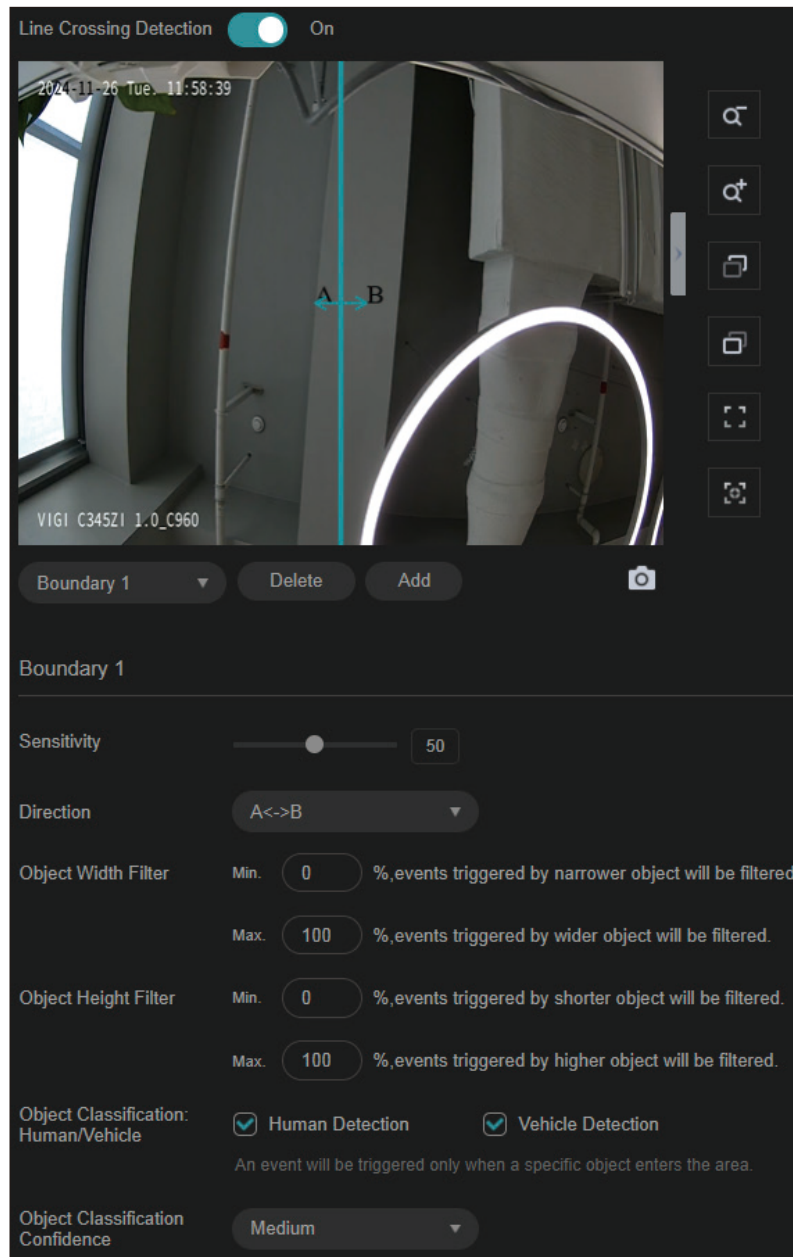 Line Crossing Detection On
2024-11-26 Tue. 11:58:39
A B
VIGI C345ZI 1.0_C960
Boundary 1 Delete Add
Boundary 1
Sensitivity 50
Direction A<->B
Object Width Filter Min. 0 %,events triggered by narrower object will be filtered
Max. 100 %,events triggered by wider object will be filtered.
Object Height Filter Min. 0 %,events triggered by shorter object will be filtered.
Max. 100 %,events triggered by higher object will be filtered.
Object Classification:
Human/Vehicle Human Detection Vehicle Detection
An event will be triggered only when a specific object enters the area.
Object Classification
Confidence Medium